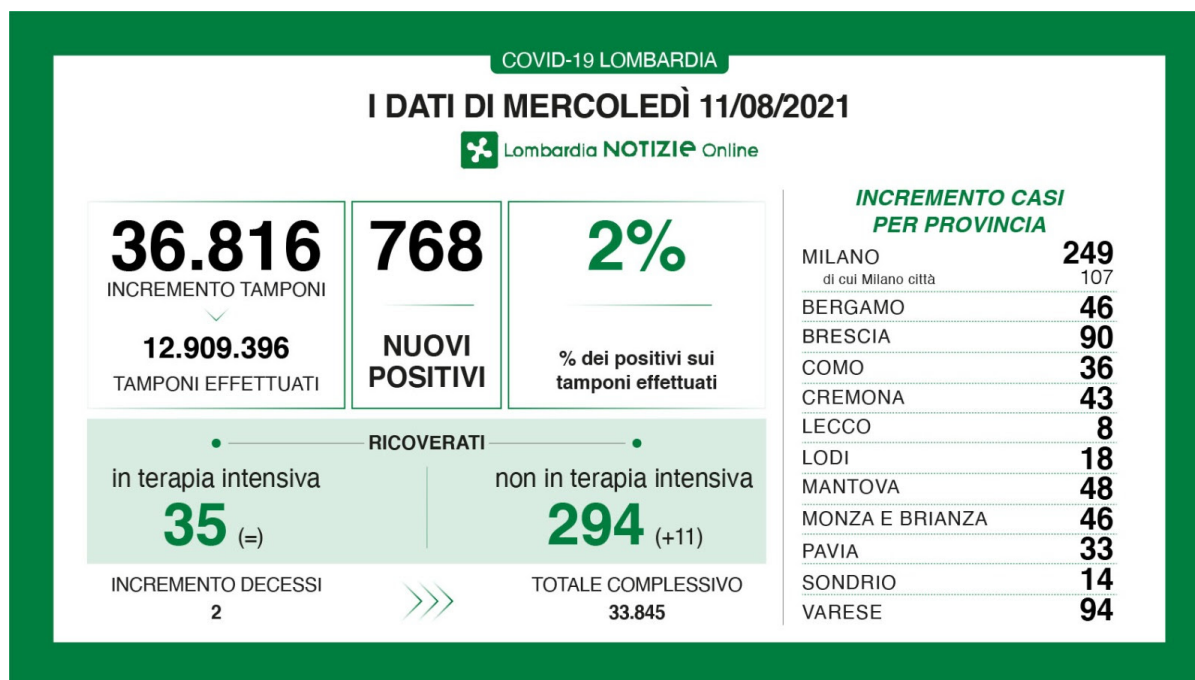 COVID-19 LOMBARDIA
I DATI DI MERCOLEDÌ 11/08/2021
Lombardia NOTIZIe Online
36.816
INCREMENTO TAMPONI
12.909.396
TAMPONI EFFETTUATI
768
NUOVI
POSITIVI
2%
% dei positivi sui
tamponi effettuati
RICOVERATI
in terapia intensiva
35 (=)
non in terapia intensiva
294 (+11)
INCREMENTO DECESSI
2
TOTALE COMPLESSIVO
33.845
INCREMENTO CASI
PER PROVINCIA
MILANO 249
di cui Milano città 107
BERGAMO 46
BRESCIA 90
COMO 36
CREMONA 43
LECCO 8
LODI 18
MANTOVA 48
MONZA E BRIANZA 46
PAVIA 33
SONDRIO 14
VARESE 94